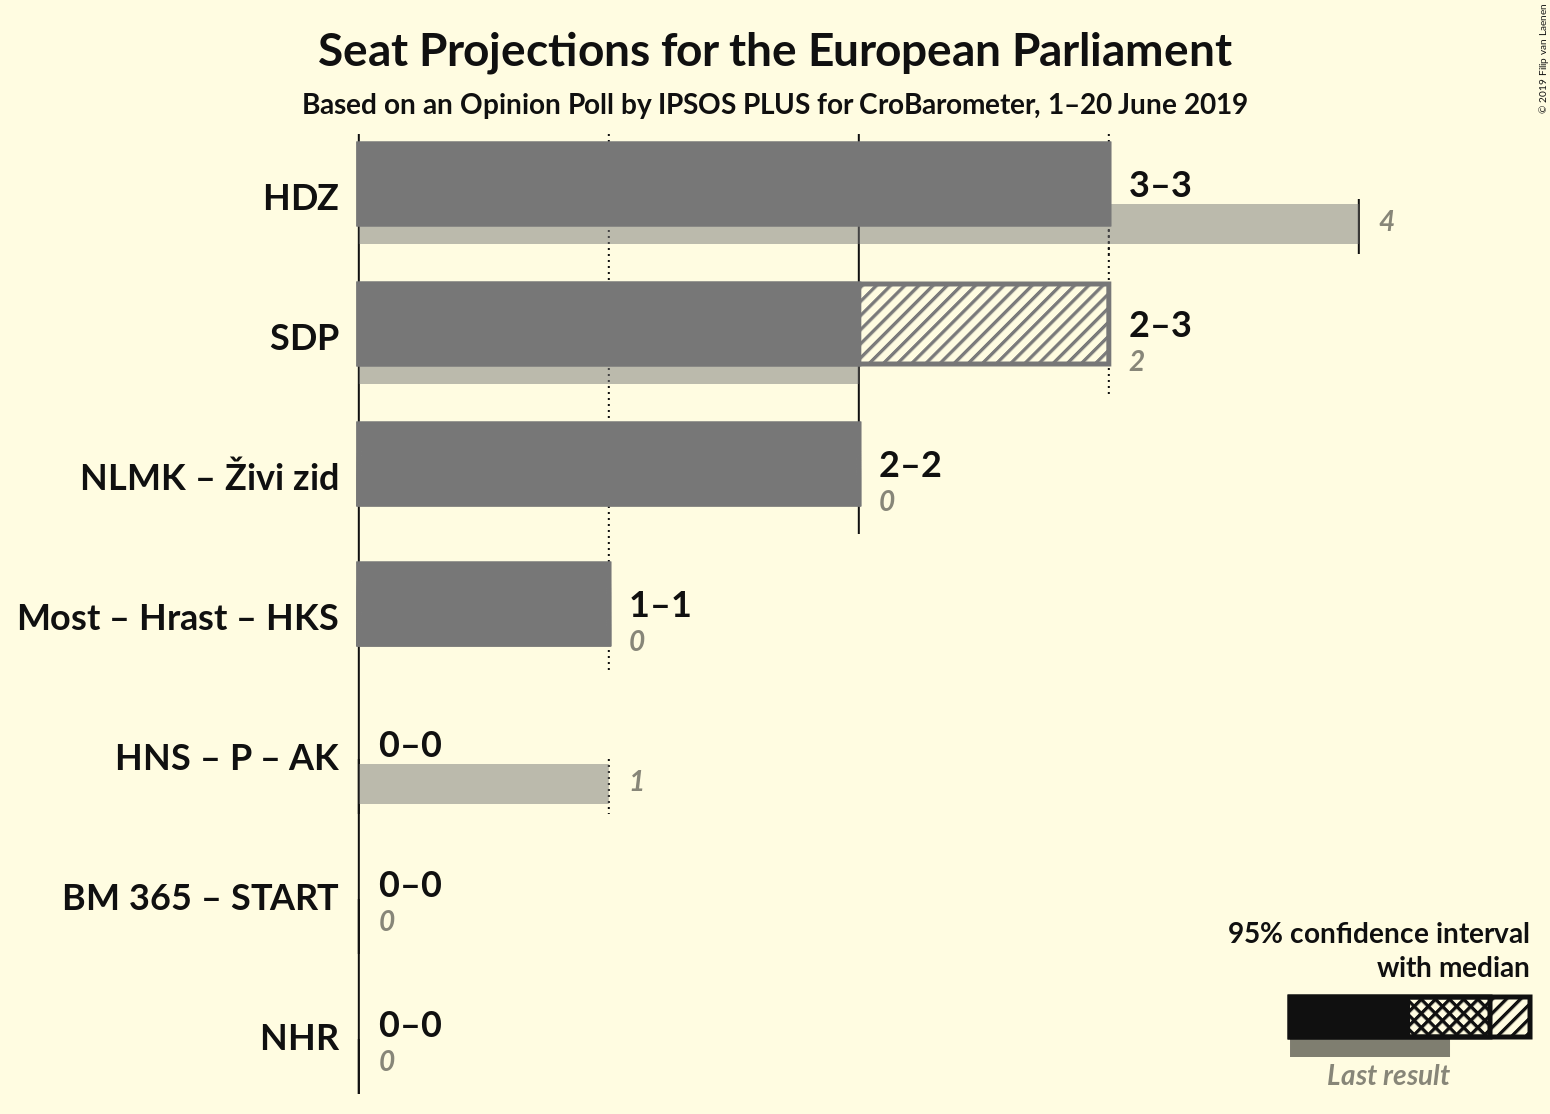 Seat Projections for the European Parliament
Based on an Opinion Poll by IPSOS PLUS for CroBarometer, 1–20 June 2019
© 2019 Filip van Laenen
HDZ
3–3
4
SDP
2–3
2
NLMK – Živi zid
2–2
0
Most – Hrast – HKS
1–1
0
HNS – P – AK
0–0
1
BM 365 – START
0–0
0
NHR
0–0
0
95% confidence interval
with median
Last result